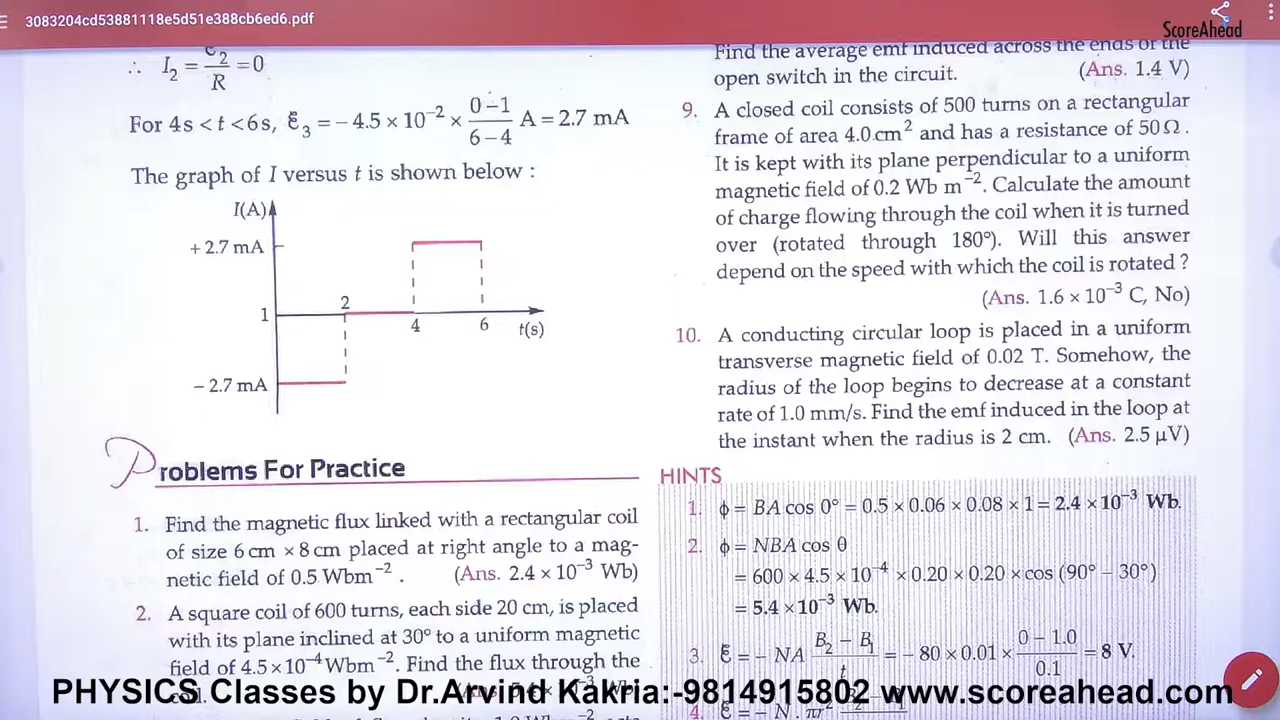 3083204cd53881118e5d51e388cb6ed6.pdf
ScoreAhead
∴ I₂ = ℰ₂/R = 0
For 4s < t < 6s, ℰ₃ = − 4.5 × 10⁻² × (0 − 1)/(6 − 4) A = 2.7 mA
The graph of I versus t is shown below :
I(A)
+ 2.7 mA
1
2
4
6
t(s)
− 2.7 mA
Problems For Practice
1. Find the magnetic flux linked with a rectangular coil
of size 6 cm × 8 cm placed at right angle to a mag-
netic field of 0.5 Wbm⁻² . (Ans. 2.4 × 10⁻³ Wb)
2. A square coil of 600 turns, each side 20 cm, is placed
with its plane inclined at 30° to a uniform magnetic
field of 4.5 × 10⁻⁴ Wbm⁻². Find the flux through the
coil.
Find the average emf induced across the ends of the
open switch in the circuit. (Ans. 1.4 V)
9. A closed coil consists of 500 turns on a rectangular
frame of area 4.0 cm² and has a resistance of 50 Ω .
It is kept with its plane perpendicular to a uniform
magnetic field of 0.2 Wb m⁻². Calculate the amount
of charge flowing through the coil when it is turned
over (rotated through 180°). Will this answer
depend on the speed with which the coil is rotated ?
(Ans. 1.6 × 10⁻³ C, No)
10. A conducting circular loop is placed in a uniform
transverse magnetic field of 0.02 T. Somehow, the
radius of the loop begins to decrease at a constant
rate of 1.0 mm/s. Find the emf induced in the loop at
the instant when the radius is 2 cm. (Ans. 2.5 μV)
HINTS
1. ϕ = BA cos 0° = 0.5 × 0.06 × 0.08 × 1 = 2.4 × 10⁻³ Wb.
2. ϕ = NBA cos θ
= 600 × 4.5 × 10⁻⁴ × 0.20 × 0.20 × cos (90° − 30°)
= 5.4 × 10⁻³ Wb.
3. ℰ = − NA (B₂ − B₁)/t = − 80 × 0.01 × (0 − 1.0)/0.1 = 8 V.
4. ℰ = − N . πr²
PHYSICS Classes by Dr.Arvind Kakria:-9814915802 www.scoreahead.com